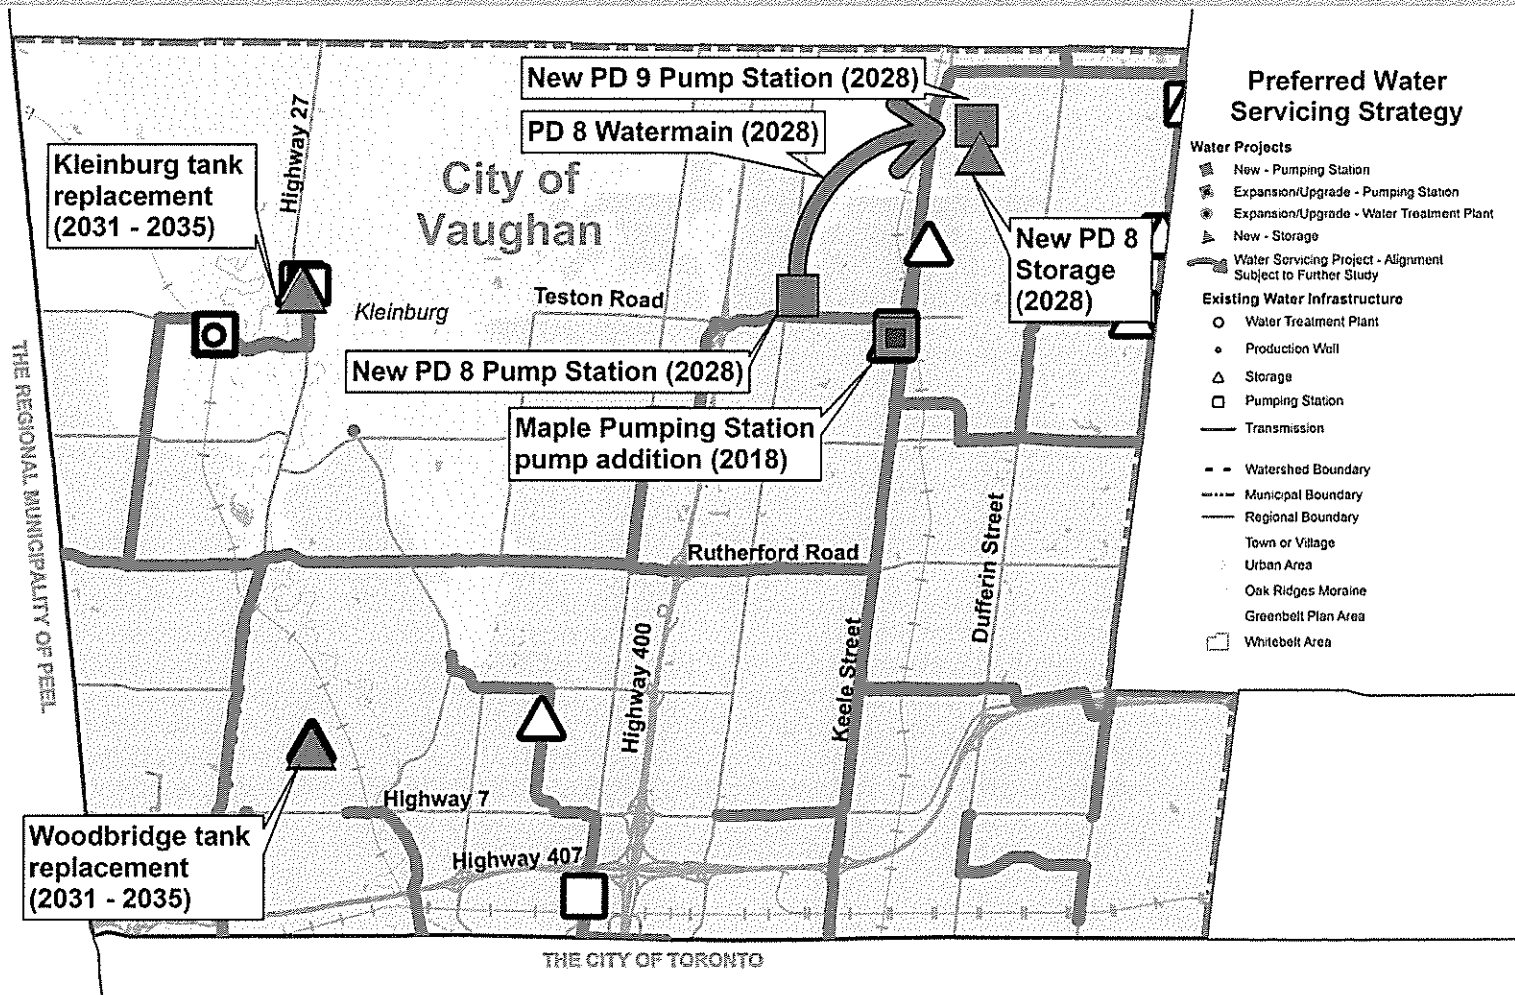 New PD 9 Pump Station (2028)
PD 8 Watermain (2028)
Highway 27
Kleinburg tank
replacement
(2031 - 2035)
City of
Vaughan
New PD 8
Storage
(2028)
Teston Road
Kleinburg
New PD 8 Pump Station (2028)
Maple Pumping Station
pump addition (2018)
THE REGIONAL MUNICIPALITY OF PEEL
Rutherford Road
Dufferin Street
Highway 400
Keele Street
Highway 7
Woodbridge tank
replacement
(2031 - 2035)
Highway 407
THE CITY OF TORONTO
Preferred Water
Servicing Strategy
Water Projects
New - Pumping Station
Expansion/Upgrade - Pumping Station
Expansion/Upgrade - Water Treatment Plant
New - Storage
Water Servicing Project - Alignment
Subject to Further Study
Existing Water Infrastructure
Water Treatment Plant
Production Well
Storage
Pumping Station
Transmission
Watershed Boundary
Municipal Boundary
Regional Boundary
Town or Village
Urban Area
Oak Ridges Moraine
Greenbelt Plan Area
Whitebelt Area